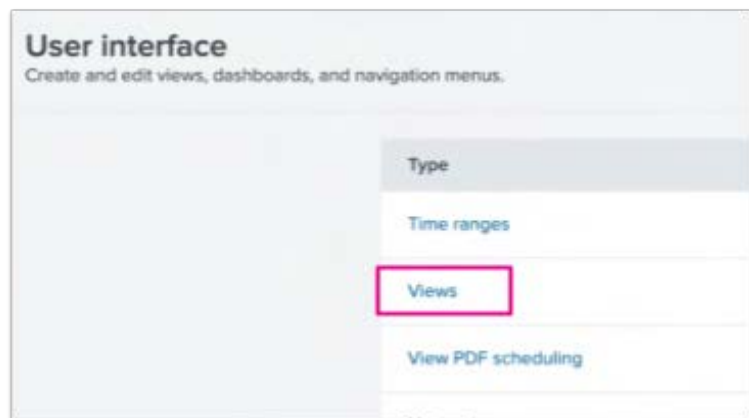 User interface
Create and edit views, dashboards, and navigation menus.
Type
Time ranges
Views
View PDF scheduling